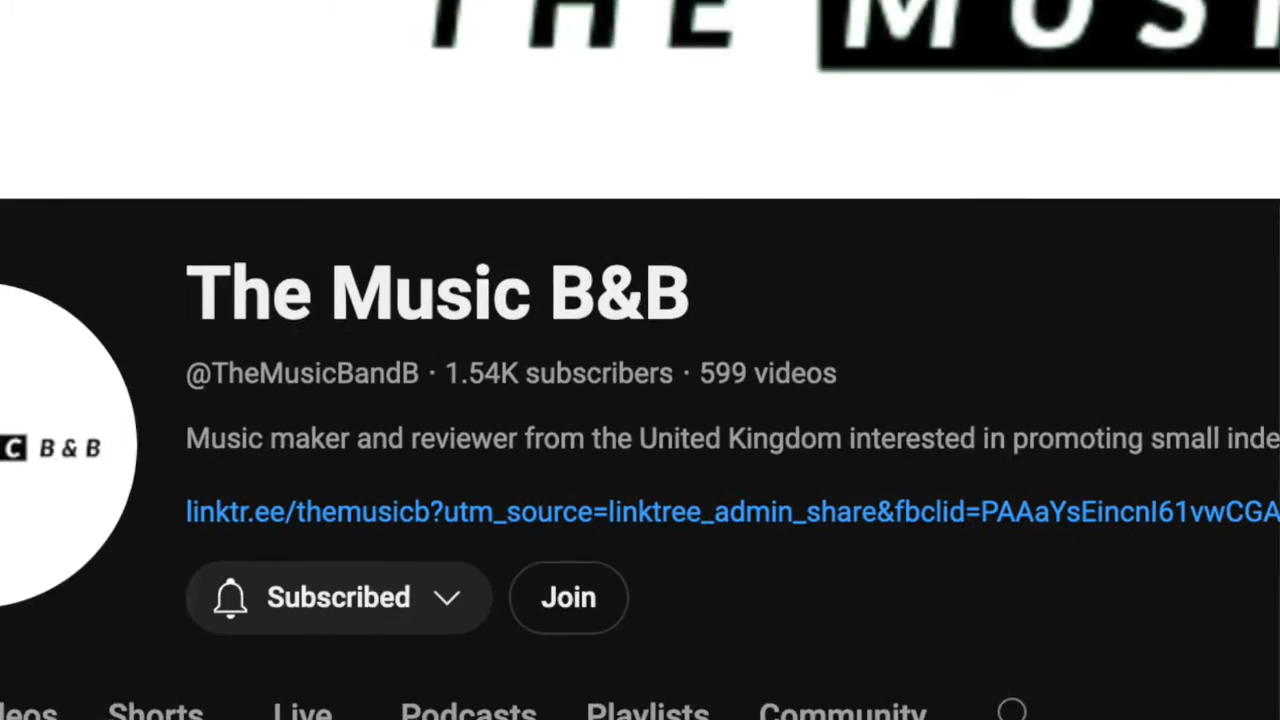 THE MUSI
The Music B&B
@TheMusicBandB · 1.54K subscribers · 599 videos
C B & B
Music maker and reviewer from the United Kingdom interested in promoting small inde
linktr.ee/themusicb?utm_source=linktree_admin_share&fbclid=PAAaYsEincnI61vwCGA
Subscribed
Join
deos Shorts Live Podcasts Playlists Community